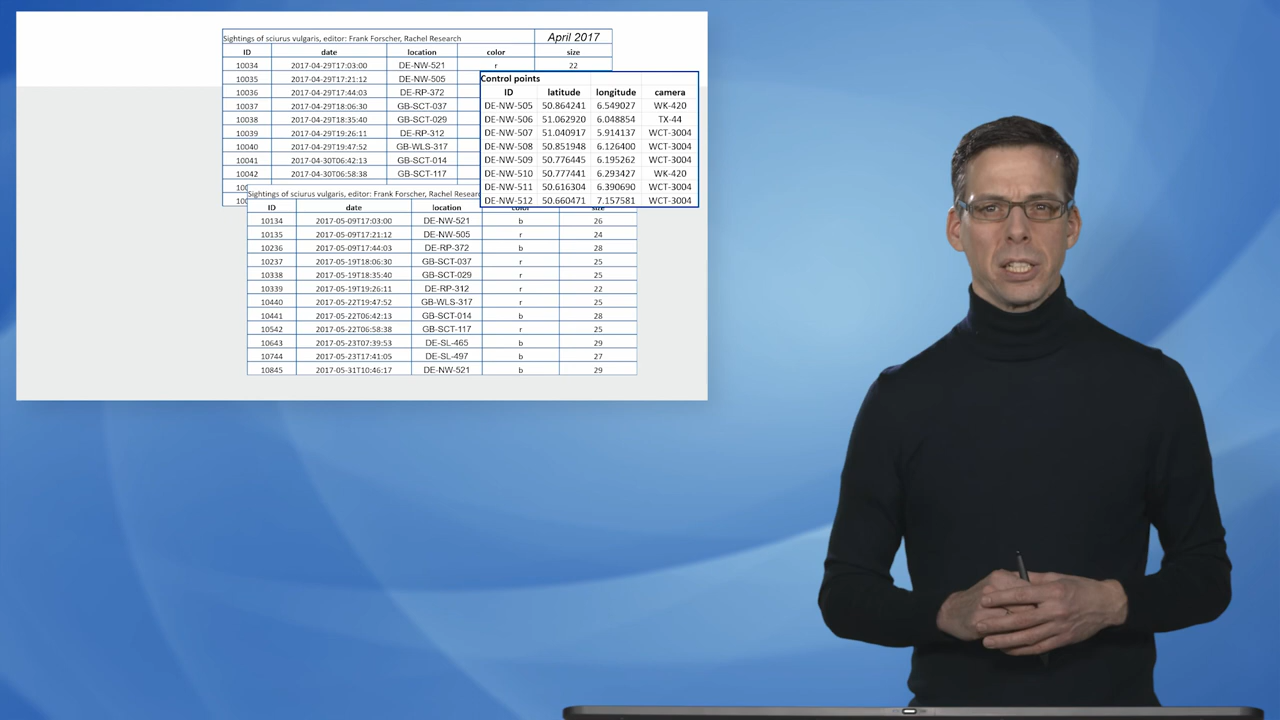 Sightings of sciurus vulgaris, editor: Frank Forscher, Rachel Research April 2017
ID date location color size
10034 2017-04-29T17:03:00 DE-NW-521 r 22
10035 2017-04-29T17:21:12 DE-NW-505
10036 2017-04-29T17:44:03 DE-RP-372
10037 2017-04-29T18:06:30 GB-SCT-037
10038 2017-04-29T18:35:40 GB-SCT-029
10039 2017-04-29T19:26:11 DE-RP-312
10040 2017-04-29T19:47:52 GB-WLS-317
10041 2017-04-30T06:42:13 GB-SCT-014
10042 2017-04-30T06:58:38 GB-SCT-117
Control points
ID latitude longitude camera
DE-NW-505 50.864241 6.549027 WK-420
DE-NW-506 51.062920 6.048854 TX-44
DE-NW-507 51.040917 5.914137 WCT-3004
DE-NW-508 50.851948 6.126400 WCT-3004
DE-NW-509 50.776445 6.195262 WCT-3004
DE-NW-510 50.777441 6.293427 WK-420
DE-NW-511 50.616304 6.390690 WCT-3004
DE-NW-512 50.660471 7.157581 WCT-3004
Sightings of sciurus vulgaris, editor: Frank Forscher, Rachel
ID date location color size
10134 2017-05-09T17:03:00 DE-NW-521 b 26
10135 2017-05-09T17:21:12 DE-NW-505 r 24
10236 2017-05-09T17:44:03 DE-RP-372 b 28
10237 2017-05-19T18:06:30 GB-SCT-037 r 25
10338 2017-05-19T18:35:40 GB-SCT-029 r 25
10339 2017-05-19T19:26:11 DE-RP-312 r 22
10440 2017-05-22T19:47:52 GB-WLS-317 r 25
10441 2017-05-22T06:42:13 GB-SCT-014 b 28
10542 2017-05-22T06:58:38 GB-SCT-117 r 25
10643 2017-05-23T07:39:53 DE-SL-465 b 29
10744 2017-05-23T17:41:05 DE-SL-497 b 27
10845 2017-05-31T10:46:17 DE-NW-521 b 29